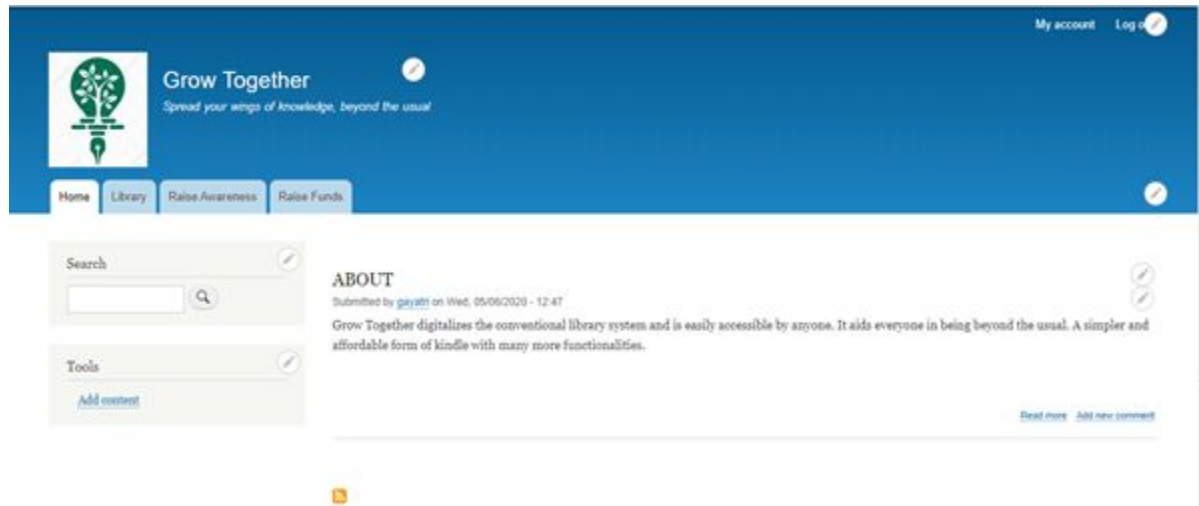 My account Log o
Grow Together
Spread your wings of knowledge, beyond the usual
Home Library Raise Awareness Raise Funds
Search
Tools
Add content
ABOUT
Submitted by gayatri on Wed, 05/06/2020 - 12:47
Grow Together digitalizes the conventional library system and is easily accessible by anyone. It aids everyone in being beyond the usual. A simpler and
affordable form of kindle with many more functionalities.
Read more Add new comment